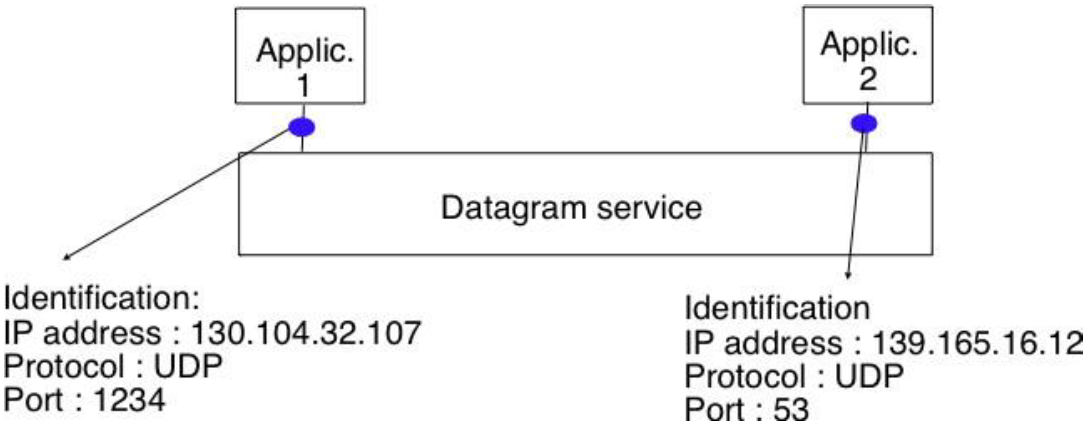 Applic.
1
Applic.
2
Datagram service
Identification:
IP address : 130.104.32.107
Protocol : UDP
Port : 1234
Identification
IP address : 139.165.16.12
Protocol : UDP
Port : 53